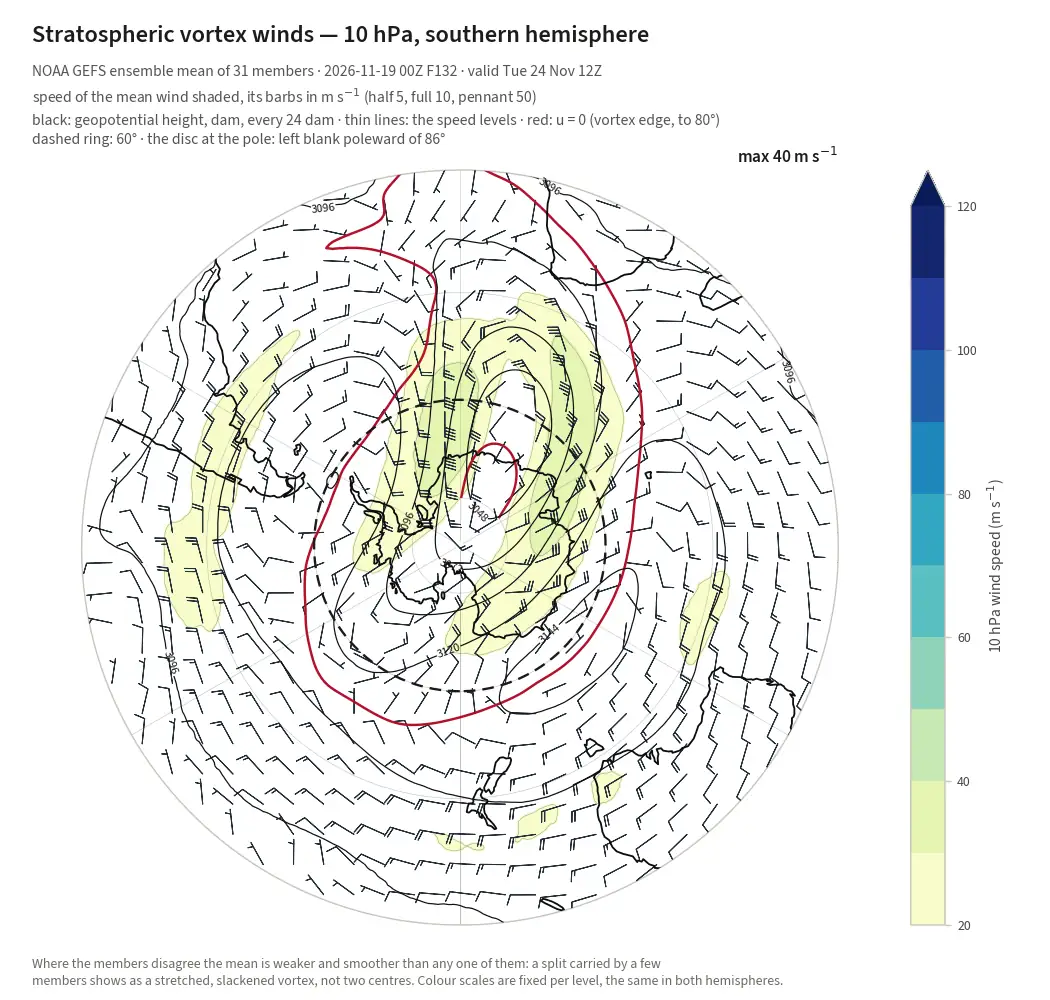 Stratospheric vortex winds — 10 hPa, southern hemisphere
NOAA GEFS ensemble mean of 31 members · 2026-11-19 00Z F132 · valid Tue 24 Nov 12Z
speed of the mean wind shaded, its barbs in m s⁻¹ (half 5, full 10, pennant 50)
black: geopotential height, dam, every 24 dam · thin lines: the speed levels · red: u = 0 (vortex edge, to 80°)
dashed ring: 60° · the disc at the pole: left blank poleward of 86°
max 40 m s⁻¹
3096
3096
3096
3096
3048
3120
3144
3096
120
100
80
60
40
20
10 hPa wind speed (m s⁻¹)
Where the members disagree the mean is weaker and smoother than any one of them: a split carried by a few
members shows as a stretched, slackened vortex, not two centres. Colour scales are fixed per level, the same in both hemispheres.